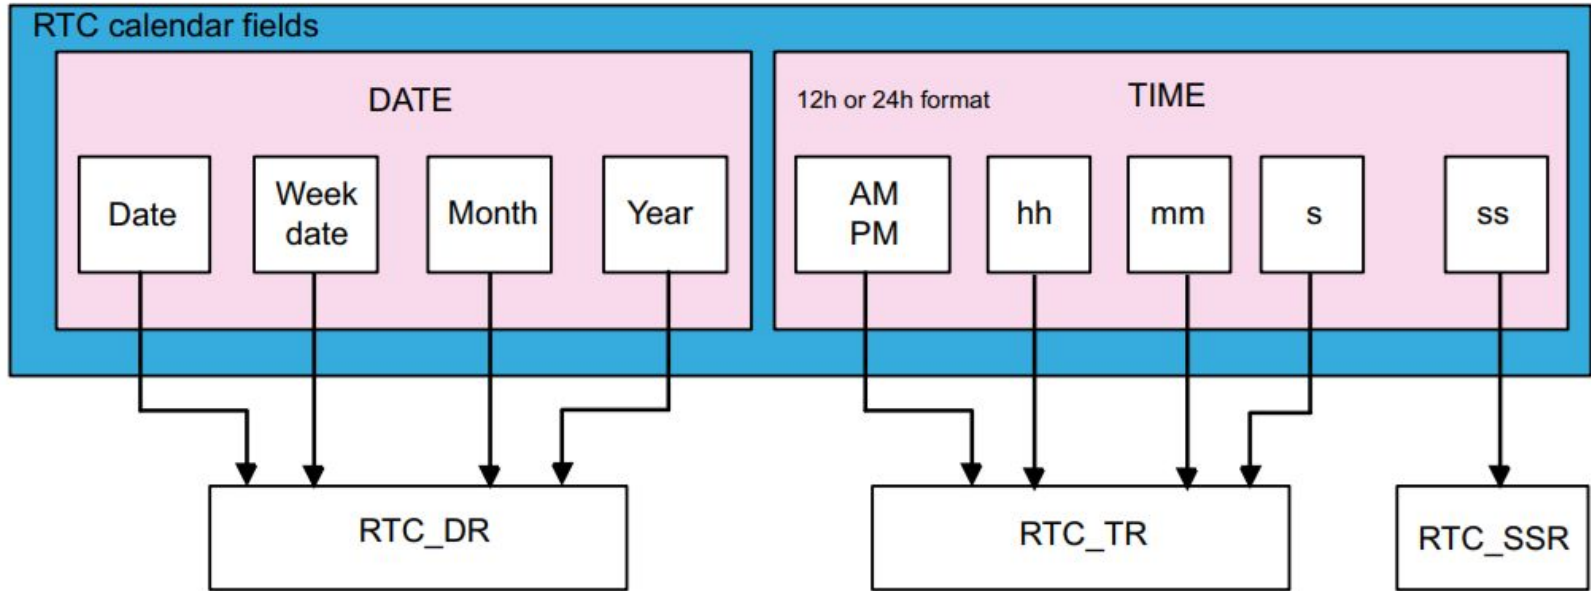 RTC calendar fields
DATE
12h or 24h format
TIME
Date
Week
date
Month
Year
AM
PM
hh
mm
s
ss
RTC_DR
RTC_TR
RTC_SSR